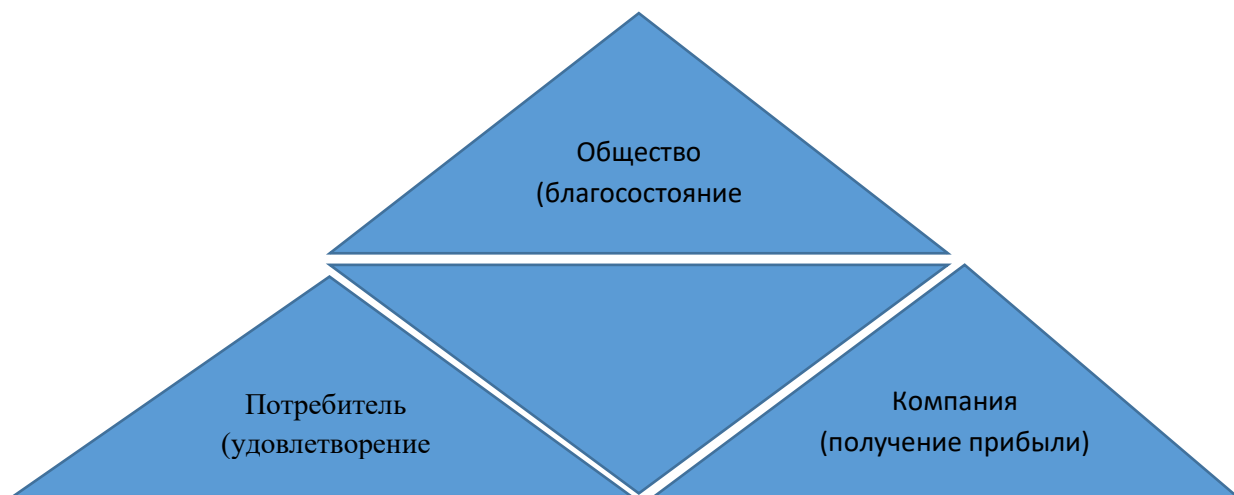 Общество
(благосостояние
Потребитель
(удовлетворение
Компания
(получение прибыли)